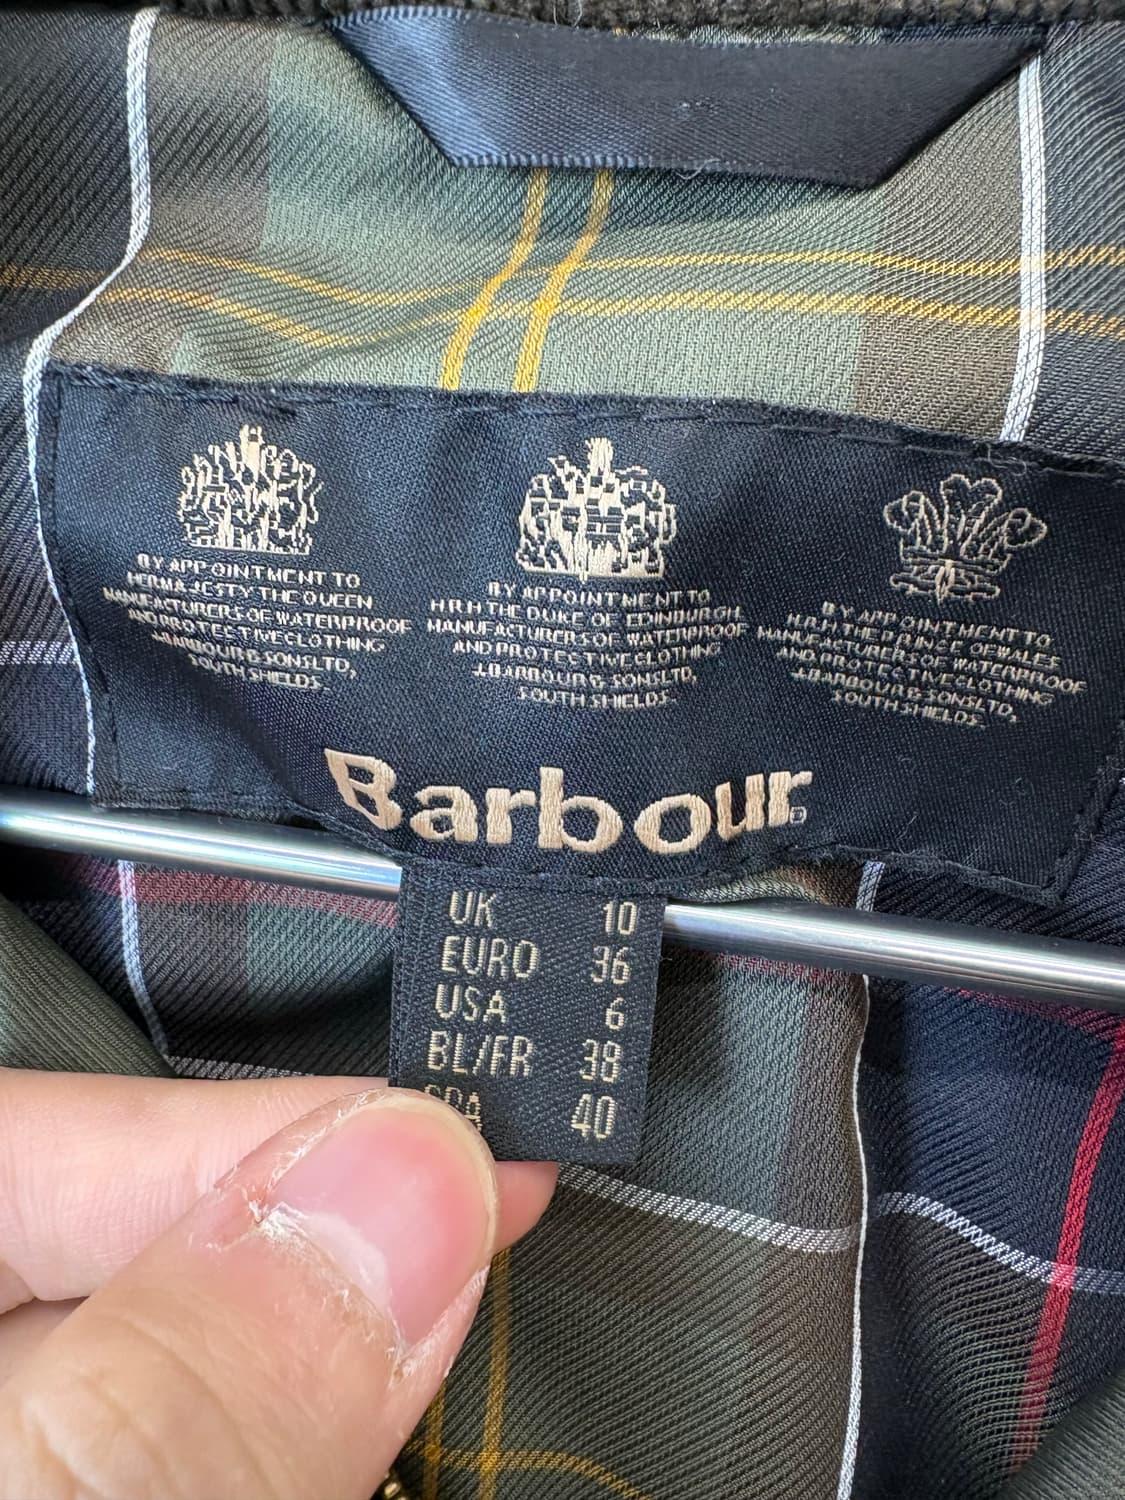 BY APPOINTMENT TO
HER MAJESTY THE QUEEN
MANUFACTURERS OF WATERPROOF
AND PROTECTIVE CLOTHING
J.BARBOUR & SONS LTD,
SOUTH SHIELDS.
BY APPOINTMENT TO
H.R.H THE DUKE OF EDINBURGH
MANUFACTURERS OF WATERPROOF
AND PROTECTIVE CLOTHING
J.BARBOUR & SONS LTD,
SOUTH SHIELDS.
BY APPOINTMENT TO
H.R.H THE PRINCE OF WALES
MANUFACTURERS OF WATERPROOF
AND PROTECTIVE CLOTHING
J.BARBOUR & SONS LTD,
SOUTH SHIELDS.
Barbour
UK 10
EURO 36
USA 6
BL/FR 38
40